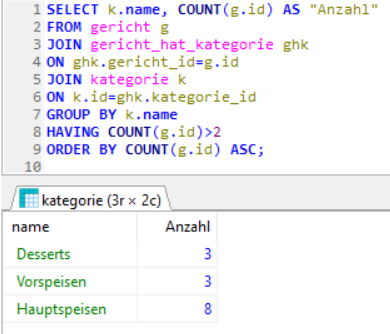 1 SELECT k.name, COUNT(g.id) AS "Anzahl"
2 FROM gericht g
3 JOIN gericht_hat_kategorie ghk
4 ON ghk.gericht_id=g.id
5 JOIN kategorie k
6 ON k.id=ghk.kategorie_id
7 GROUP BY k.name
8 HAVING COUNT(g.id)>2
9 ORDER BY COUNT(g.id) ASC;
10
kategorie (3r × 2c)
name Anzahl
Desserts 3
Vorspeisen 3
Hauptspeisen 8